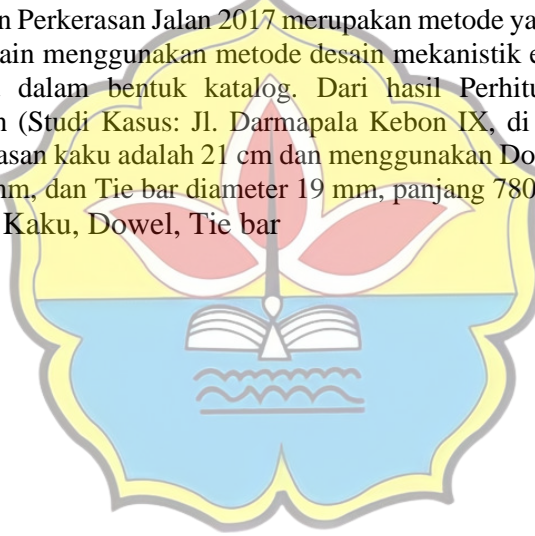 n Perkerasan Jalan 2017 merupakan metode ya
ain menggunakan metode desain mekanistik e
dalam bentuk katalog. Dari hasil Perhitu
n (Studi Kasus: Jl. Darmapala Kebon IX, di
asan kaku adalah 21 cm dan menggunakan Do
nm, dan Tie bar diameter 19 mm, panjang 780
Kaku, Dowel, Tie bar